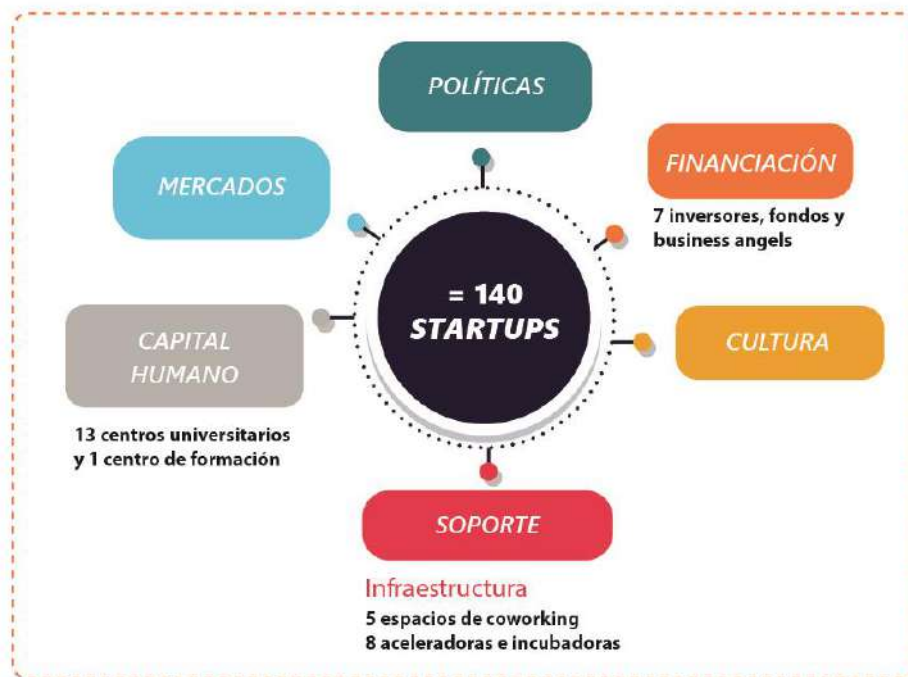 POLÍTICAS
MERCADOS
FINANCIACIÓN
7 inversores, fondos y
business angels
= 140
STARTUPS
CAPITAL
HUMANO
13 centros universitarios
y 1 centro de formación
CULTURA
SOPORTE
Infraestructura
5 espacios de coworking
8 aceleradoras e incubadoras